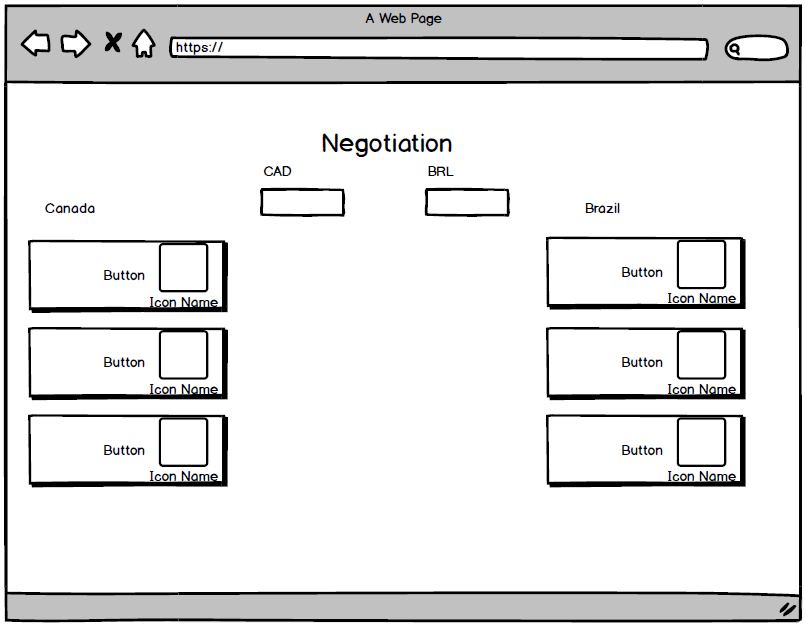 A Web Page
https://
Negotiation
CAD
BRL
Canada
Brazil
Button
Icon Name
Button
Icon Name
Button
Icon Name
Button
Icon Name
Button
Icon Name
Button
Icon Name